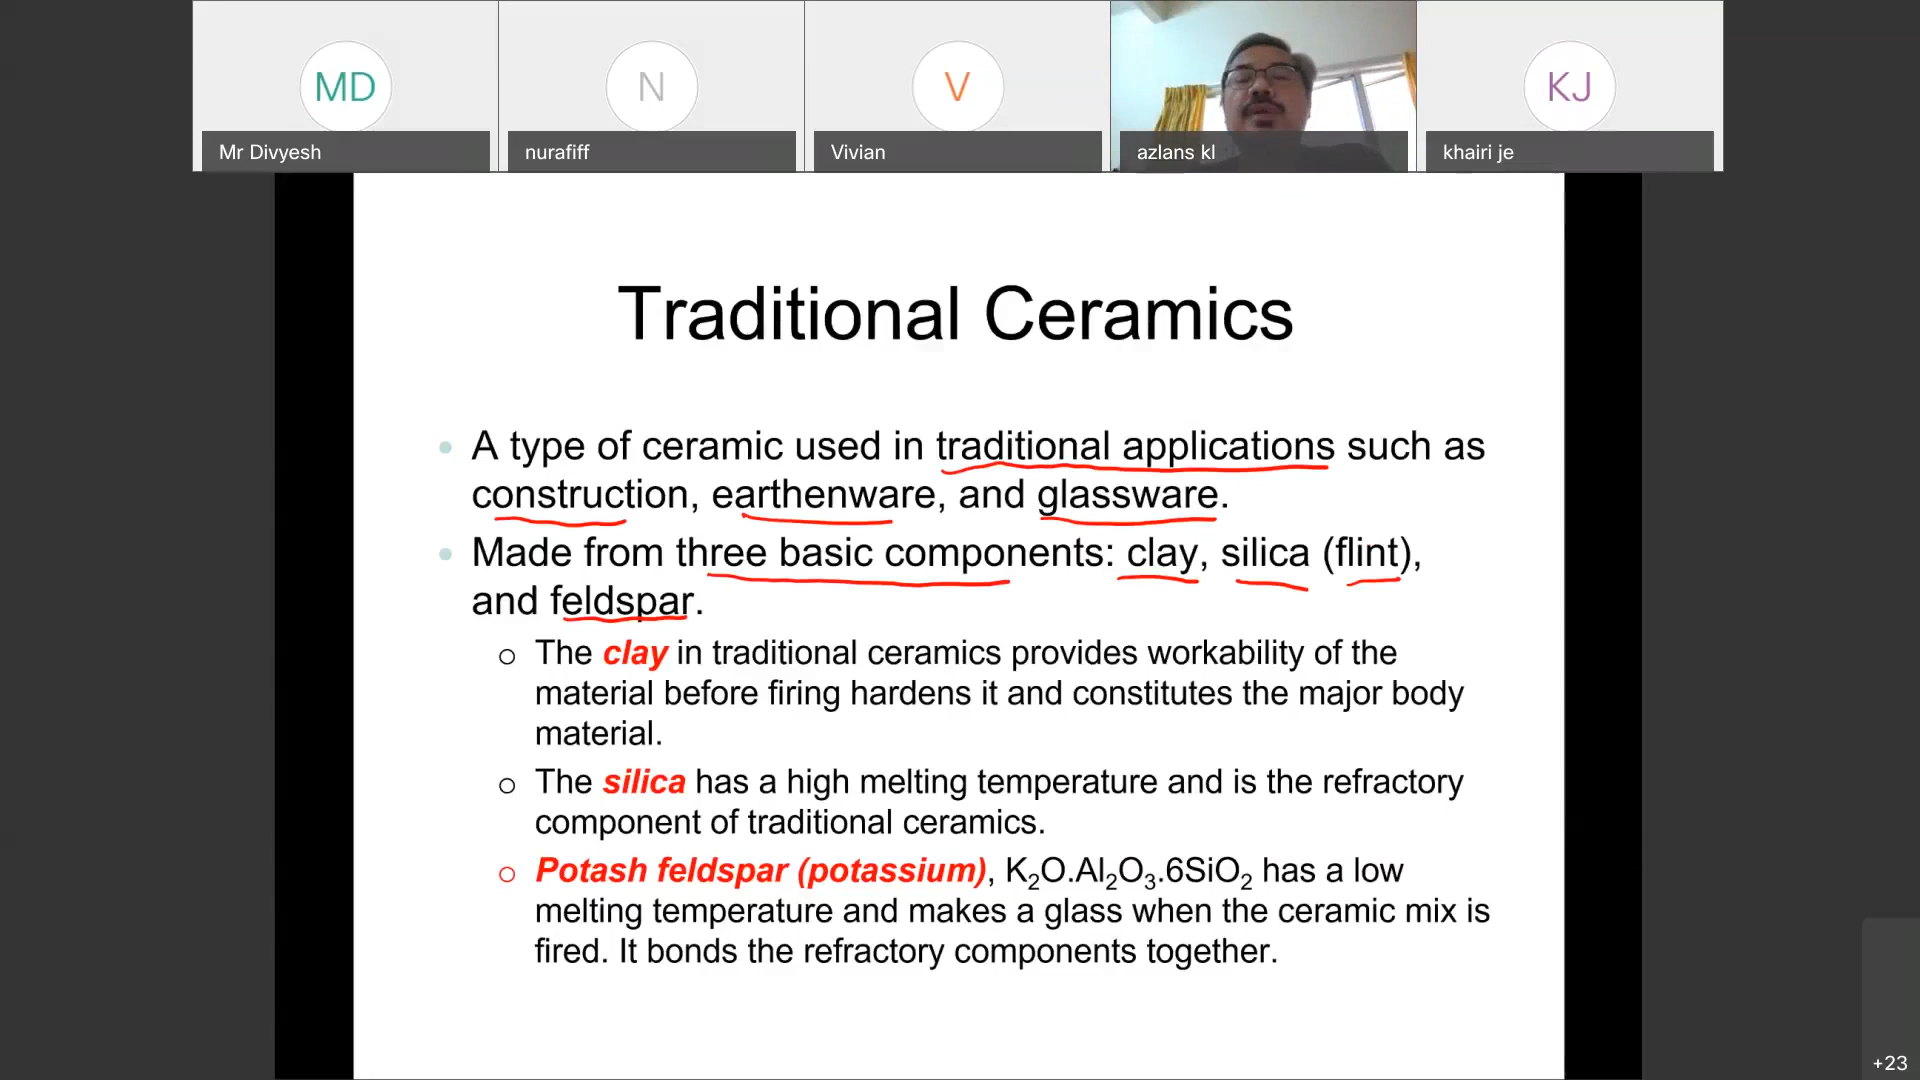 MD
N
V
KJ
Mr Divyesh
nurafiff
Vivian
azlans kl
khairi je
Traditional Ceramics
• A type of ceramic used in traditional applications such as
construction, earthenware, and glassware.
• Made from three basic components: clay, silica (flint),
and feldspar.
o The clay in traditional ceramics provides workability of the
material before firing hardens it and constitutes the major body
material.
o The silica has a high melting temperature and is the refractory
component of traditional ceramics.
o Potash feldspar (potassium), K₂O.Al₂O₃.6SiO₂ has a low
melting temperature and makes a glass when the ceramic mix is
fired. It bonds the refractory components together.
+23